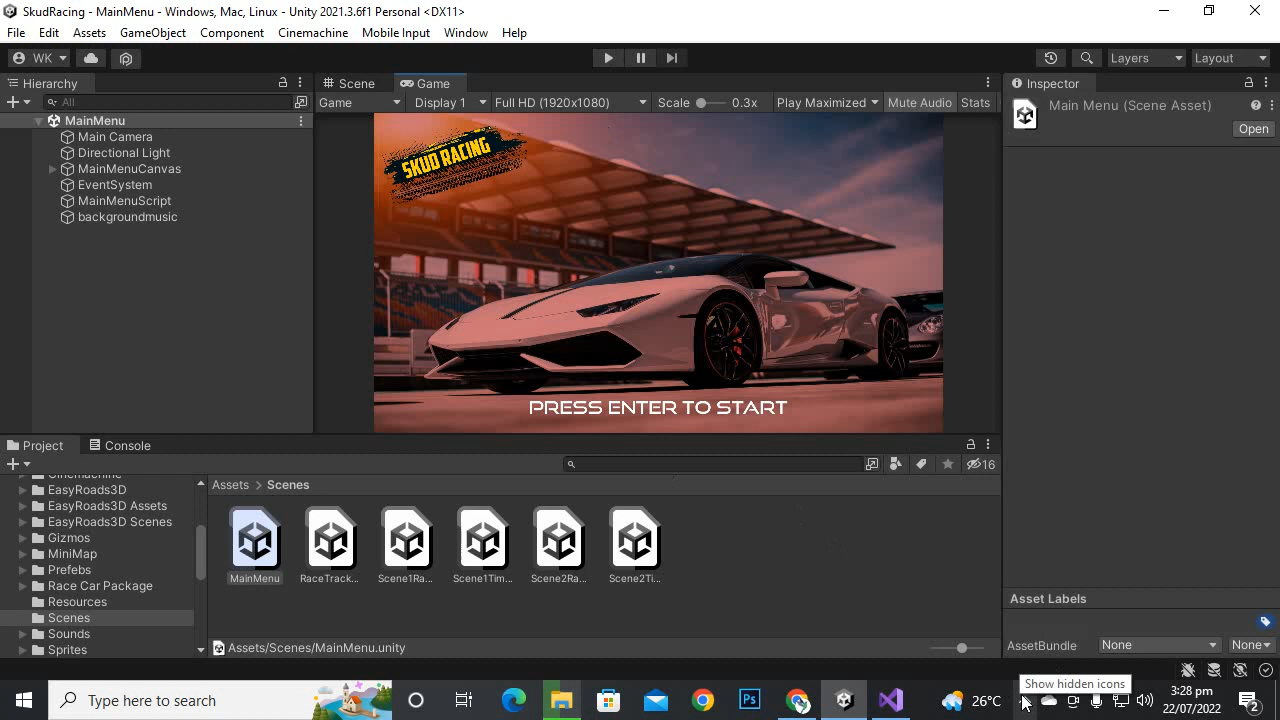 SkudRacing - MainMenu - Windows, Mac, Linux - Unity 2021.3.6f1 Personal <DX11>
File Edit Assets GameObject Component Cinemachine Mobile Input Window Help
WK Layers Layout
Hierarchy
All
MainMenu
Main Camera
Directional Light
MainMenuCanvas
EventSystem
MainMenuScript
backgroundmusic
Scene Game
Game Display 1 Full HD (1920x1080) Scale 0.3x Play Maximized Mute Audio Stats
SKUD RACING
PRESS ENTER TO START
Inspector
Main Menu (Scene Asset)
Open
Project Console
16
Cinemachine
EasyRoads3D
EasyRoads3D Assets
EasyRoads3D Scenes
Gizmos
MiniMap
Prefebs
Race Car Package
Resources
Scenes
Sounds
Sprites
Assets > Scenes
MainMenu RaceTrack... Scene1Ra... Scene1Tim... Scene2Ra... Scene2Ti...
Assets/Scenes/MainMenu.unity
Asset Labels
AssetBundle None None
Show hidden icons
Type here to search
Ps
26°C
3:28 pm
22/07/2022
2